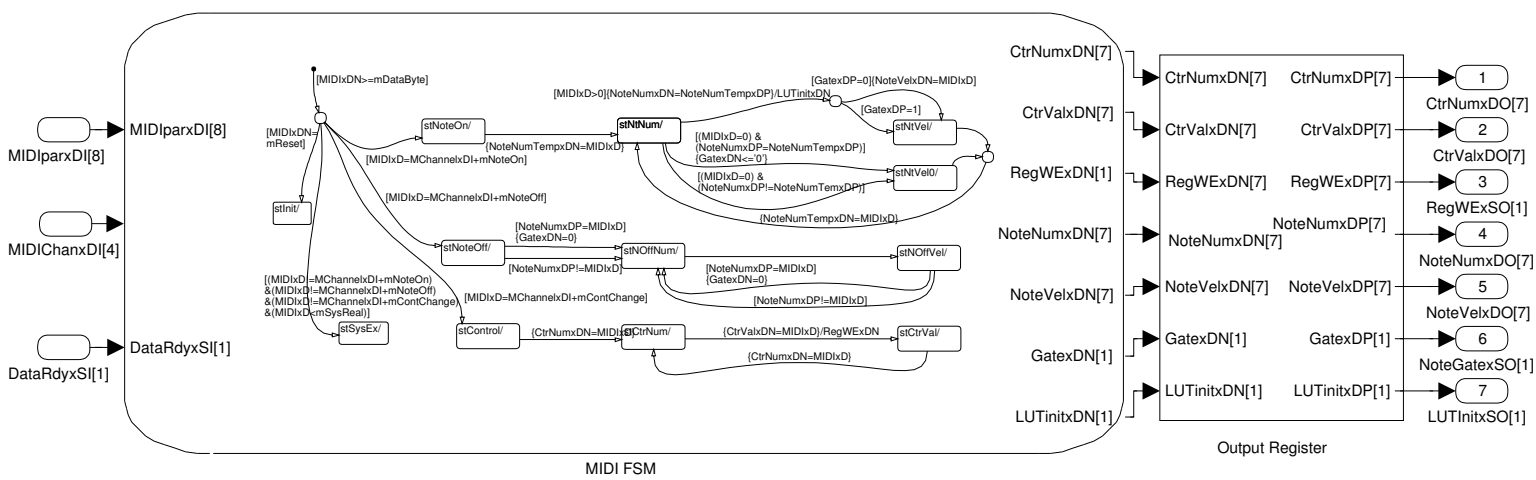 MIDIparxDI[8]
MIDIparxDI[8]
MIDIChanxDI[4]
DataRdyxSI[1]
DataRdyxSI[1]
[MIDIxDN>=mDataByte]
[MIDIxDN=
mReset]
stInit/
[MIDIxD=MChannelxDI+mNoteOn]
[MIDIxD=MChannelxDI+mNoteOff]
[(MIDIxD=MChannelxDI+mNoteOn)
&(MIDIxD!=MChannelxDI+mNoteOff)
&(MIDIxD!=MChannelxDI+mContChange)
&(MIDIxD<mSysReal)]
stSysEx/
[MIDIxD=MChannelxDI+mContChange]
stNoteOn/
{NoteNumTempxDN=MIDIxD}
stNtNum/
[MIDIxD>0]{NoteNumxDN=NoteNumTempxDP}/LUTinitxDN
[GatexDP=0]{NoteVelxDN=MIDIxD}
[GatexDP=1]
stNtVel/
[(MIDIxD=0) &
(NoteNumxDP=NoteNumTempxDP)]
{GatexDN<='0'}
[(MIDIxD=0) &
(NoteNumxDP!=NoteNumTemxDP)]
stNtVel0/
{NoteNumTempxDN=MIDIxD}
stNoteOff/
[NoteNumxDP=MIDIxD]
{GatexDN=0}
[NoteNumxDP!=MIDIxD]
stNOffNum/
stNOffVel/
[NoteNumxDP=MIDIxD]
{GatexDN=0}
[NoteNumxDP!=MIDIxD]
stControl/
{CtrNumxDN=MIDIxD}
stCtrNum/
{CtrValxDN=MIDIxD}/RegWExDN
stCtrVal/
{CtrNumxDN=MIDIxD}
MIDI FSM
CtrNumxDN[7]
CtrValxDN[7]
RegWExDN[1]
NoteNumxDN[7]
NoteVelxDN[7]
GatexDN[1]
LUTinitxDN[1]
CtrNumxDN[7]
CtrValxDN[7]
RegWExDN[7]
NoteNumxDN[7]
NoteVelxDN[7]
GatexDN[1]
LUTinitxDN[1]
CtrNumxDP[7]
CtrValxDP[7]
RegWExDP[7]
NoteNumxDP[7]
NoteVelxDP[7]
GatexDP[1]
LUTinitxDP[1]
Output Register
1
CtrNumxDO[7]
2
CtrValxDO[7]
3
RegWExSO[1]
4
NoteNumxDO[7]
5
NoteVelxDO[7]
6
NoteGatexSO[1]
7
LUTInitxSO[1]